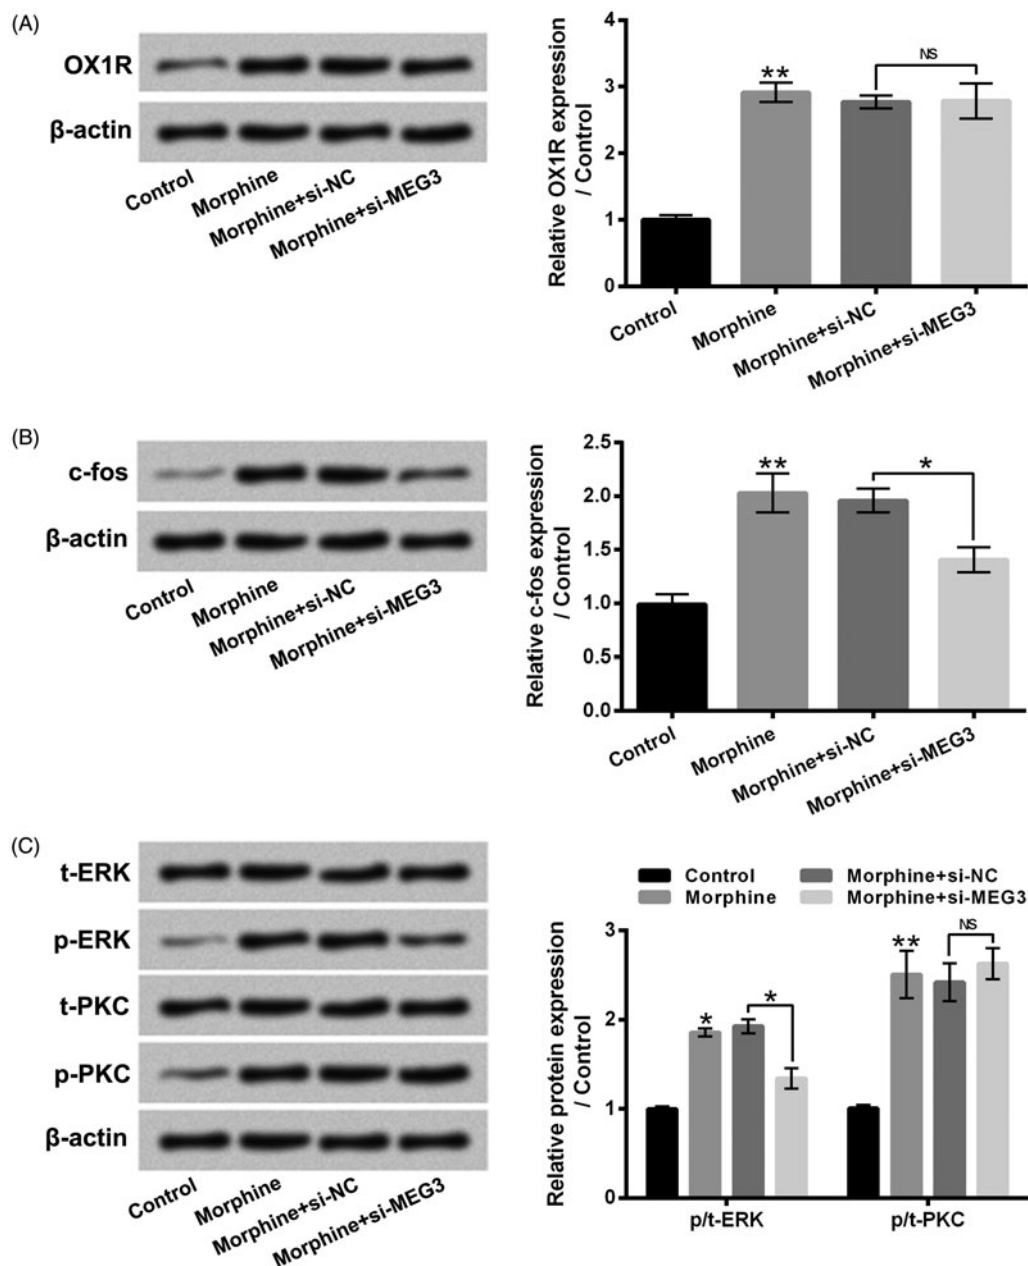 (A)
OX1R
β-actin
Control
Morphine
Morphine+si-NC
Morphine+si-MEG3
Relative OX1R expression
/ Control
4
3
2
1
0
**
NS
Control
Morphine
Morphine+si-NC
Morphine+si-MEG3
(B)
c-fos
β-actin
Control
Morphine
Morphine+si-NC
Morphine+si-MEG3
Relative c-fos expression
/ Control
2.5
2.0
1.5
1.0
0.5
0.0
**
*
Control
Morphine
Morphine+si-NC
Morphine+si-MEG3
(C)
t-ERK
p-ERK
t-PKC
p-PKC
β-actin
Control
Morphine
Morphine+si-NC
Morphine+si-MEG3
Control
Morphine
Morphine+si-NC
Morphine+si-MEG3
Relative protein expression
/ Control
3
2
1
0
*
*
**
NS
p/t-ERK
p/t-PKC